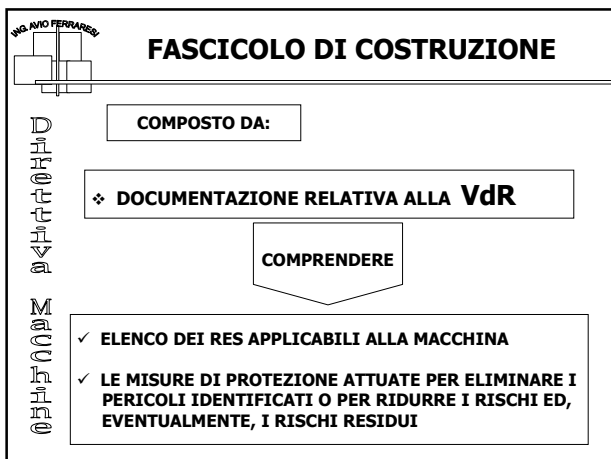 ING. AVIO FERRARESI
FASCICOLO DI COSTRUZIONE
Direttiva Macchine
COMPOSTO DA:
❖ DOCUMENTAZIONE RELATIVA ALLA VdR
COMPRENDERE
✓ ELENCO DEI RES APPLICABILI ALLA MACCHINA
✓ LE MISURE DI PROTEZIONE ATTUATE PER ELIMINARE I
PERICOLI IDENTIFICATI O PER RIDURRE I RISCHI ED,
EVENTUALMENTE, I RISCHI RESIDUI